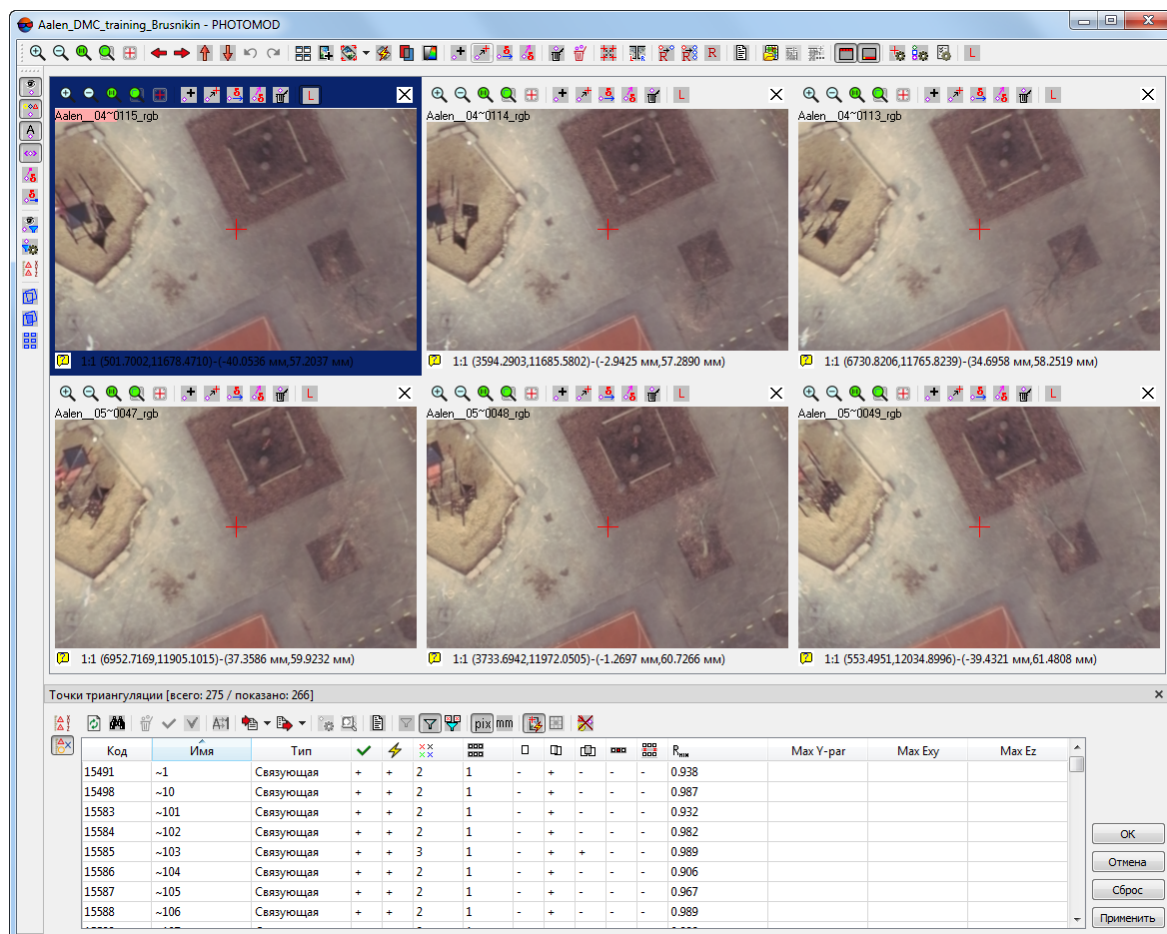 Aalen_DMC_training_Brusnikin - PHOTOMOD
R R R L
A
L L L
Aalen__04~0115_rgb Aalen__04~0114_rgb Aalen__04~0113_rgb
1:1 (501.7002,11678.4710)-(-40.0536 мм,57.2037 мм) 1:1 (3594.2903,11685.5802)-(-2.9425 мм,57.2890 мм) 1:1 (6730.8206,11765.8239)-(34.6958 мм,58.2519 мм)
L L L
Aalen__05~0047_rgb Aalen__05~0048_rgb Aalen__05~0049_rgb
1:1 (6952.7169,11905.1015)-(37.3586 мм,59.9232 мм) 1:1 (3733.6942,11972.0505)-(-1.2697 мм,60.7266 мм) 1:1 (553.4951,12034.8996)-(-39.4321 мм,61.4808 мм)
Точки триангуляции [всего: 275 / показано: 266]
pix mm
Код Имя Тип Rмин Max Y-par Max Exy Max Ez
15491 ~1 Связующая + + 2 1 - + - - - 0.938
15498 ~10 Связующая + + 2 1 - + - - - 0.987
15583 ~101 Связующая + + 2 1 - + - - - 0.932
15584 ~102 Связующая + + 2 1 - + - - - 0.982
15585 ~103 Связующая + + 3 1 - + + - - 0.989
15586 ~104 Связующая + + 2 1 - + - - - 0.906
15587 ~105 Связующая + + 2 1 - + - - - 0.967
15588 ~106 Связующая + + 2 1 - + - - - 0.989
OK
Отмена
Сброс
Применить